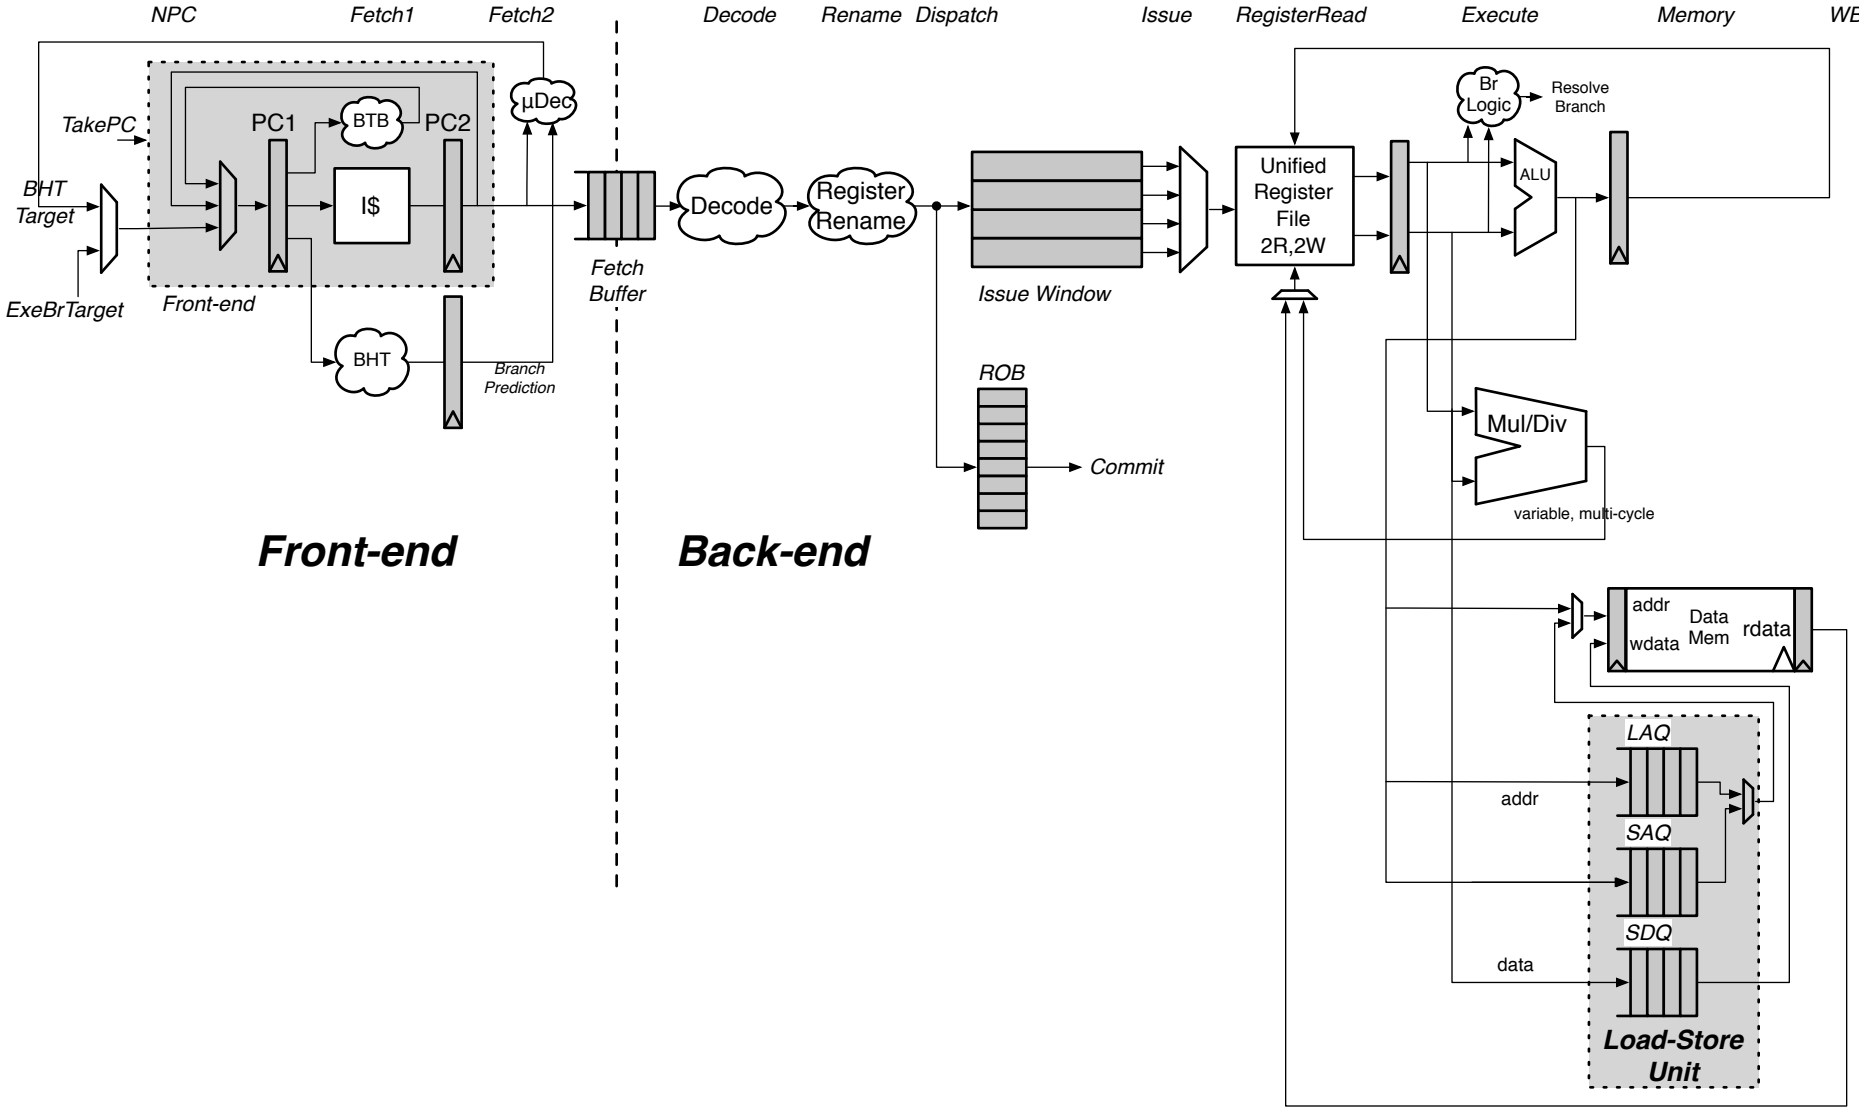 NPC
Fetch1
Fetch2
Decode
Rename
Dispatch
Issue
RegisterRead
Execute
Memory
WB
TakePC
BHT
Target
ExeBrTarget
PC1
BTB
PC2
I$
Front-end
BHT
µDec
Branch
Prediction
Fetch
Buffer
Decode
Register
Rename
Issue Window
ROB
Commit
Unified
Register
File
2R,2W
Br
Logic
Resolve
Branch
ALU
Mul/Div
variable, multi-cycle
Front-end
Back-end
addr
wdata
Data
Mem
rdata
LAQ
addr
SAQ
SDQ
data
Load-Store
Unit